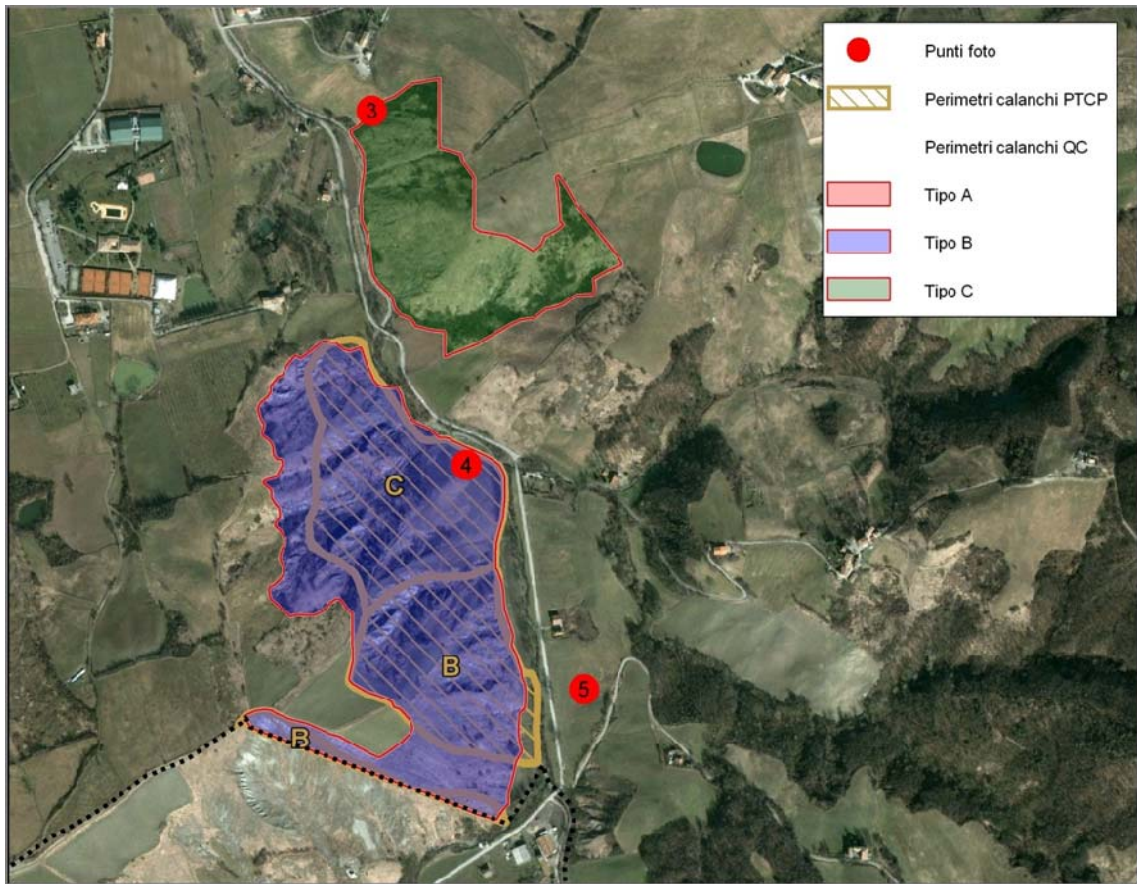 Punti foto
Perimetri calanchi PTCP
Perimetri calanchi QC
Tipo A
Tipo B
Tipo C
3
4
C
B
5
B